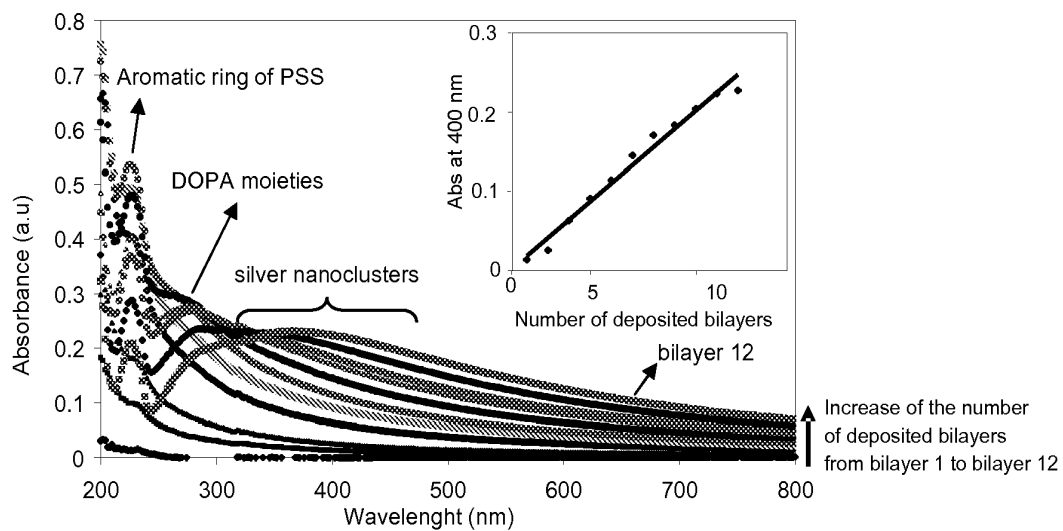 0.8
0.7
0.6
0.5
0.4
0.3
0.2
0.1
0
Absorbance (a.u)
200
300
400
500
600
700
800
Wavelenght (nm)
Aromatic ring of PSS
DOPA moieties
silver nanoclusters
bilayer 12
0.3
0.2
0.1
0
Abs at 400 nm
0
5
10
Number of deposited bilayers
Increase of the number
of deposited bilayers
from bilayer 1 to bilayer 12